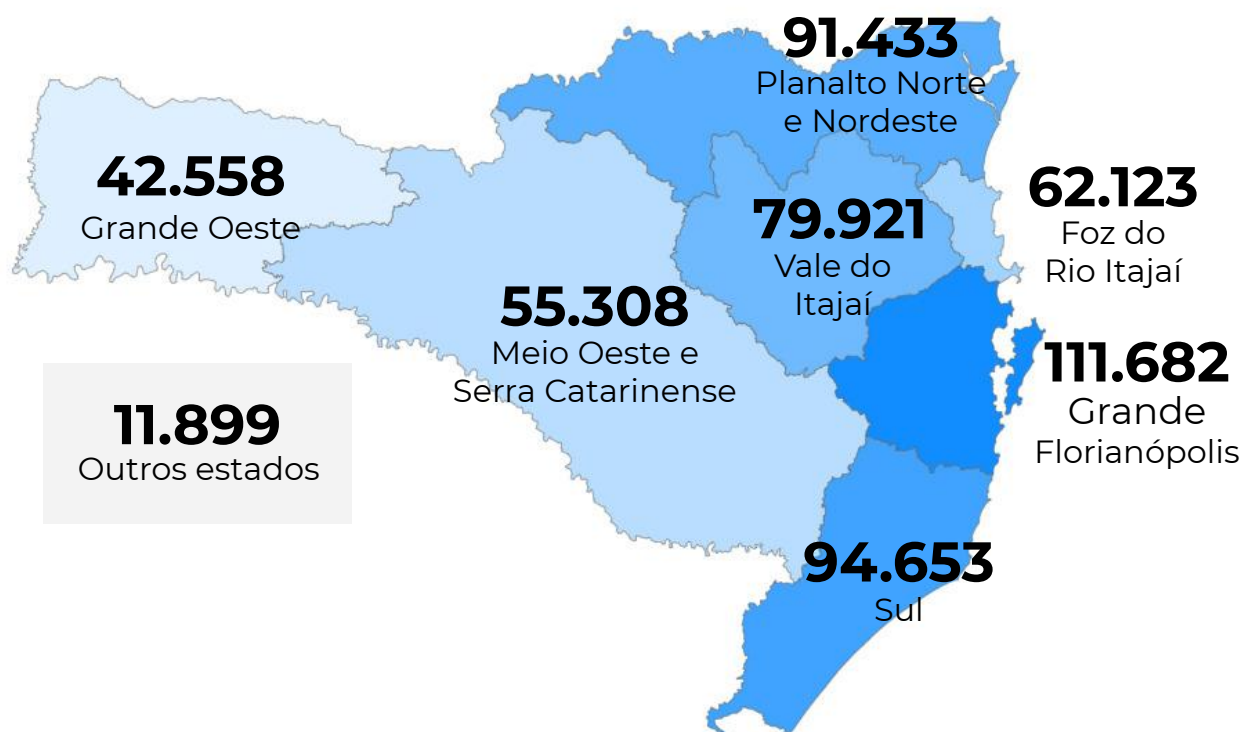 91.433
Planalto Norte
e Nordeste
42.558
Grande Oeste
79.921
Vale do
Itajaí
62.123
Foz do
Rio Itajaí
55.308
Meio Oeste e
Serra Catarinense
111.682
Grande
Florianópolis
11.899
Outros estados
94.653
Sul